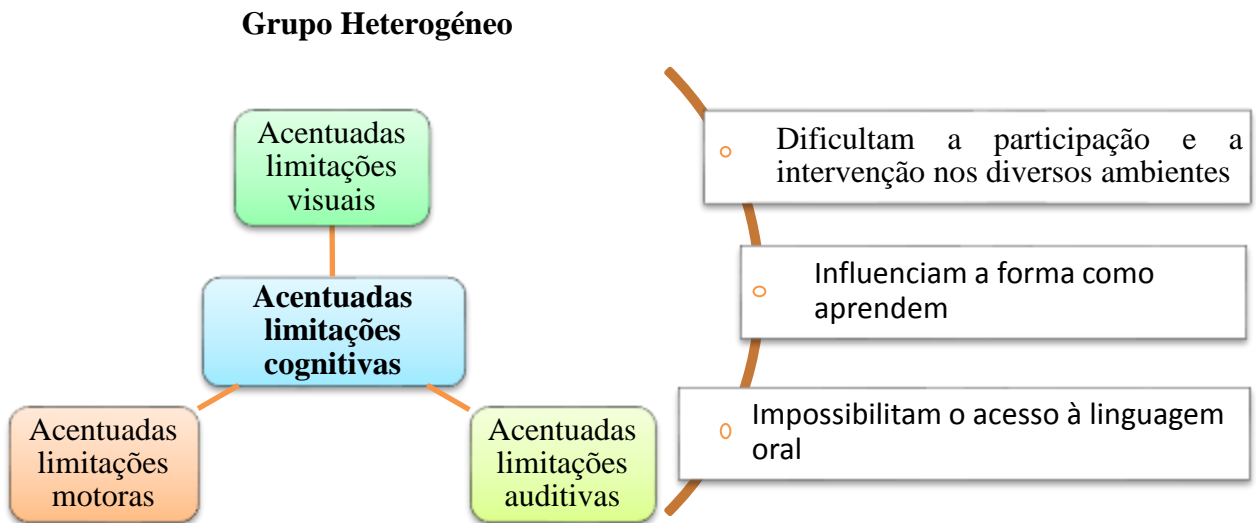 Grupo Heterogéneo
Acentuadas
limitações
visuais
Acentuadas
limitações
cognitivas
Acentuadas
limitações
motoras
Acentuadas
limitações
auditivas
Dificultam a participação e a
intervenção nos diversos ambientes
Influenciam a forma como
aprendem
Impossibilitam o acesso à linguagem
oral